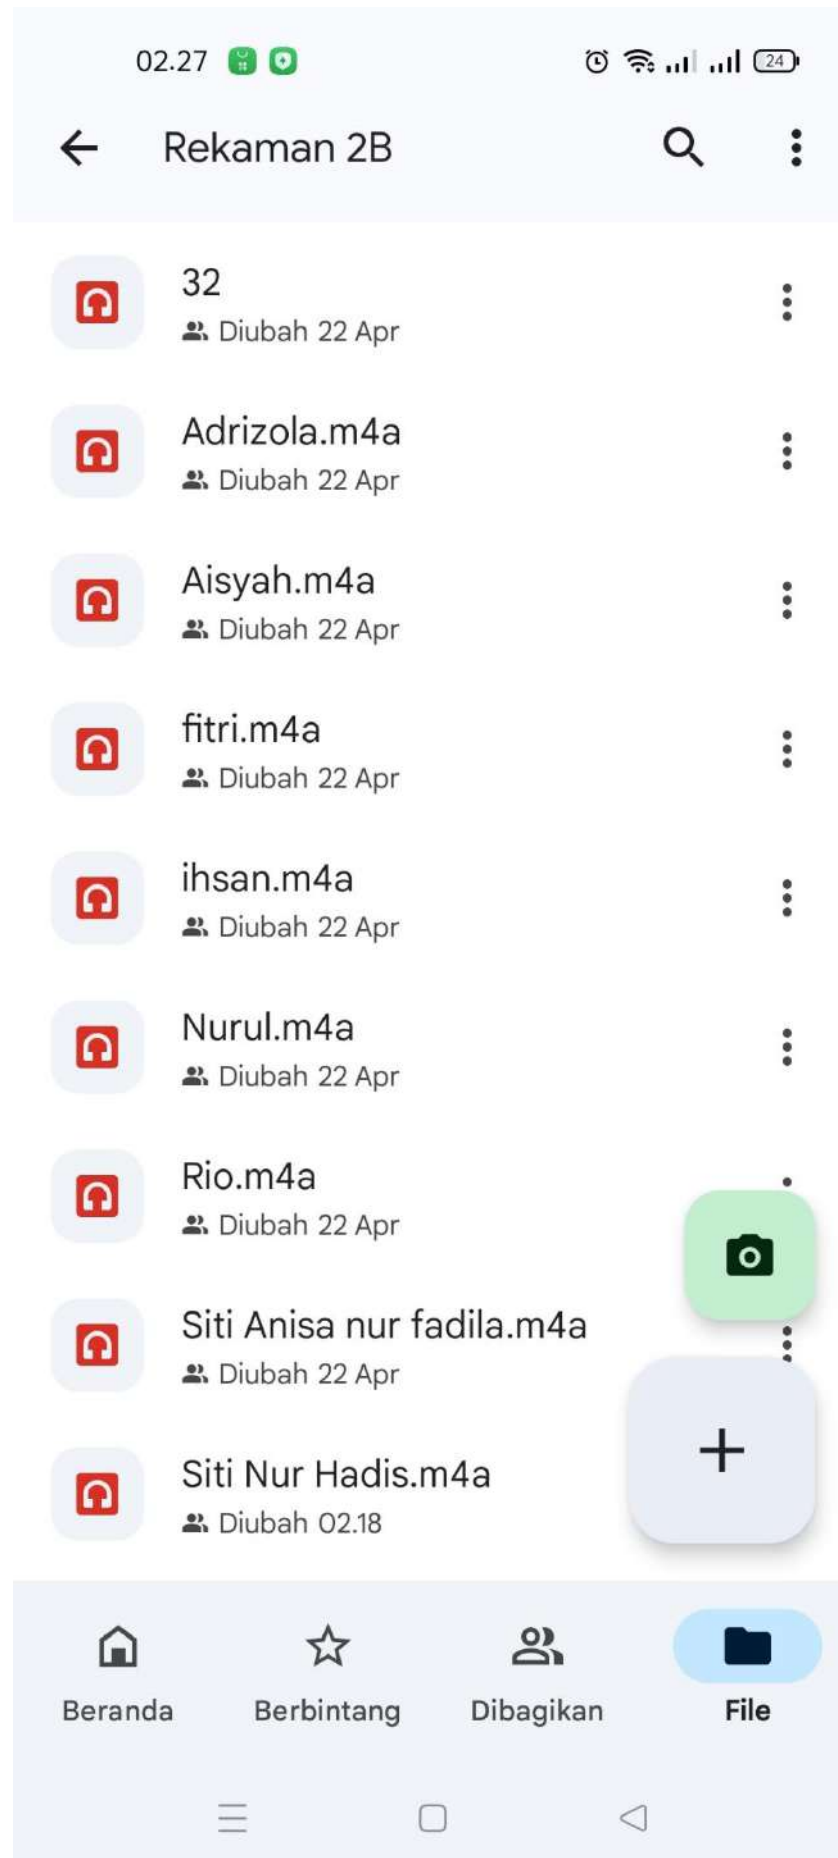 02.27
24
Rekaman 2B
32
Diubah 22 Apr
Adrizola.m4a
Diubah 22 Apr
Aisyah.m4a
Diubah 22 Apr
fitri.m4a
Diubah 22 Apr
ihsan.m4a
Diubah 22 Apr
Nurul.m4a
Diubah 22 Apr
Rio.m4a
Diubah 22 Apr
Siti Anisa nur fadila.m4a
Diubah 22 Apr
Siti Nur Hadis.m4a
Diubah 02.18
Beranda Berbintang Dibagikan File